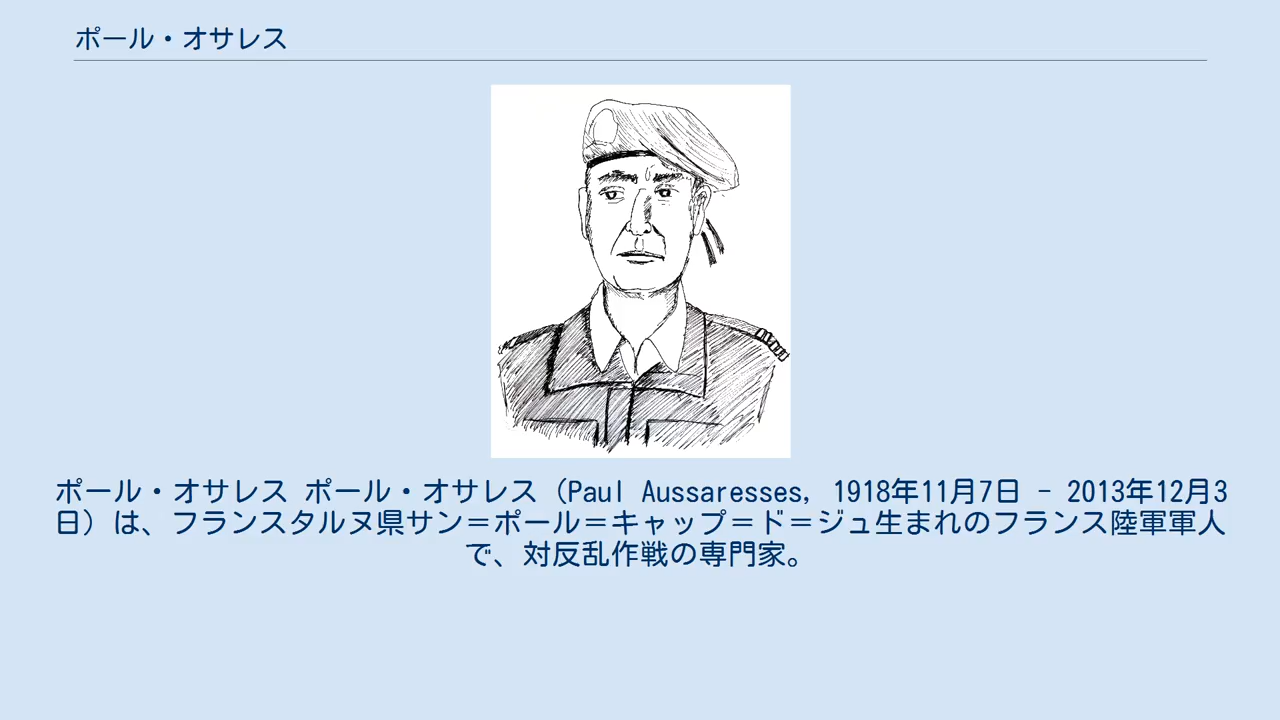 ポール・オサレス
ポール・オサレス ポール・オサレス（Paul Aussaresses, 1918年11月7日 - 2013年12月3
日）は、フランスタルヌ県サン＝ポール＝キャップ＝ド＝ジュ生まれのフランス陸軍軍人
で、対反乱作戦の専門家。